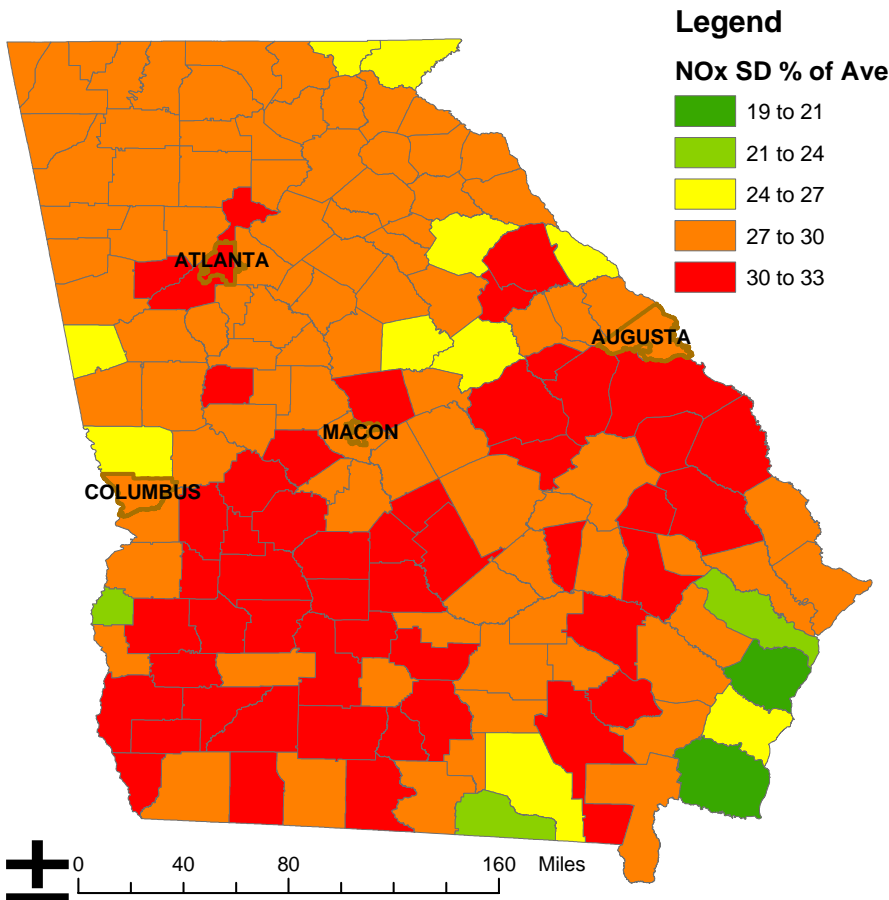 Legend
NOx SD % of Ave
19 to 21
21 to 24
24 to 27
27 to 30
30 to 33
ATLANTA
AUGUSTA
MACON
COLUMBUS
0 40 80 160 Miles